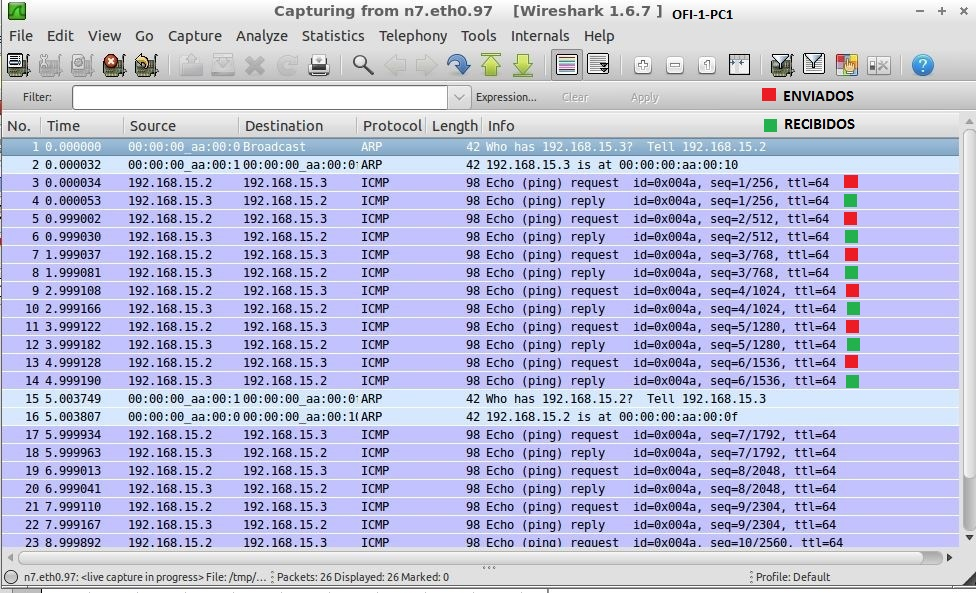 Capturing from n7.eth0.97 [Wireshark 1.6.7 ] OFI-1-PC1
File Edit View Go Capture Analyze Statistics Telephony Tools Internals Help
Filter: Expression... Clear Apply ENVIADOS
RECIBIDOS
No. Time Source Destination Protocol Length Info
1 0.000000 00:00:00_aa:00:0 Broadcast ARP 42 Who has 192.168.15.3? Tell 192.168.15.2
2 0.000032 00:00:00_aa:00:1 00:00:00_aa:00:0 ARP 42 192.168.15.3 is at 00:00:00:aa:00:10
3 0.000034 192.168.15.2 192.168.15.3 ICMP 98 Echo (ping) request id=0x004a, seq=1/256, ttl=64
4 0.000053 192.168.15.3 192.168.15.2 ICMP 98 Echo (ping) reply id=0x004a, seq=1/256, ttl=64
5 0.999002 192.168.15.2 192.168.15.3 ICMP 98 Echo (ping) request id=0x004a, seq=2/512, ttl=64
6 0.999030 192.168.15.3 192.168.15.2 ICMP 98 Echo (ping) reply id=0x004a, seq=2/512, ttl=64
7 1.999037 192.168.15.2 192.168.15.3 ICMP 98 Echo (ping) request id=0x004a, seq=3/768, ttl=64
8 1.999081 192.168.15.3 192.168.15.2 ICMP 98 Echo (ping) reply id=0x004a, seq=3/768, ttl=64
9 2.999108 192.168.15.2 192.168.15.3 ICMP 98 Echo (ping) request id=0x004a, seq=4/1024, ttl=64
10 2.999166 192.168.15.3 192.168.15.2 ICMP 98 Echo (ping) reply id=0x004a, seq=4/1024, ttl=64
11 3.999122 192.168.15.2 192.168.15.3 ICMP 98 Echo (ping) request id=0x004a, seq=5/1280, ttl=64
12 3.999182 192.168.15.3 192.168.15.2 ICMP 98 Echo (ping) reply id=0x004a, seq=5/1280, ttl=64
13 4.999128 192.168.15.2 192.168.15.3 ICMP 98 Echo (ping) request id=0x004a, seq=6/1536, ttl=64
14 4.999190 192.168.15.3 192.168.15.2 ICMP 98 Echo (ping) reply id=0x004a, seq=6/1536, ttl=64
15 5.003749 00:00:00_aa:00:1 00:00:00_aa:00:0 ARP 42 Who has 192.168.15.2? Tell 192.168.15.3
16 5.003807 00:00:00_aa:00:0 00:00:00_aa:00:1 ARP 42 192.168.15.2 is at 00:00:00:aa:00:0f
17 5.999934 192.168.15.2 192.168.15.3 ICMP 98 Echo (ping) request id=0x004a, seq=7/1792, ttl=64
18 5.999963 192.168.15.3 192.168.15.2 ICMP 98 Echo (ping) reply id=0x004a, seq=7/1792, ttl=64
19 6.999013 192.168.15.2 192.168.15.3 ICMP 98 Echo (ping) request id=0x004a, seq=8/2048, ttl=64
20 6.999041 192.168.15.3 192.168.15.2 ICMP 98 Echo (ping) reply id=0x004a, seq=8/2048, ttl=64
21 7.999110 192.168.15.2 192.168.15.3 ICMP 98 Echo (ping) request id=0x004a, seq=9/2304, ttl=64
22 7.999167 192.168.15.3 192.168.15.2 ICMP 98 Echo (ping) reply id=0x004a, seq=9/2304, ttl=64
23 8.999892 192.168.15.2 192.168.15.3 ICMP 98 Echo (ping) request id=0x004a, seq=10/2560, ttl=64
n7.eth0.97: <live capture in progress> File: /tmp/... Packets: 26 Displayed: 26 Marked: 0 Profile: Default